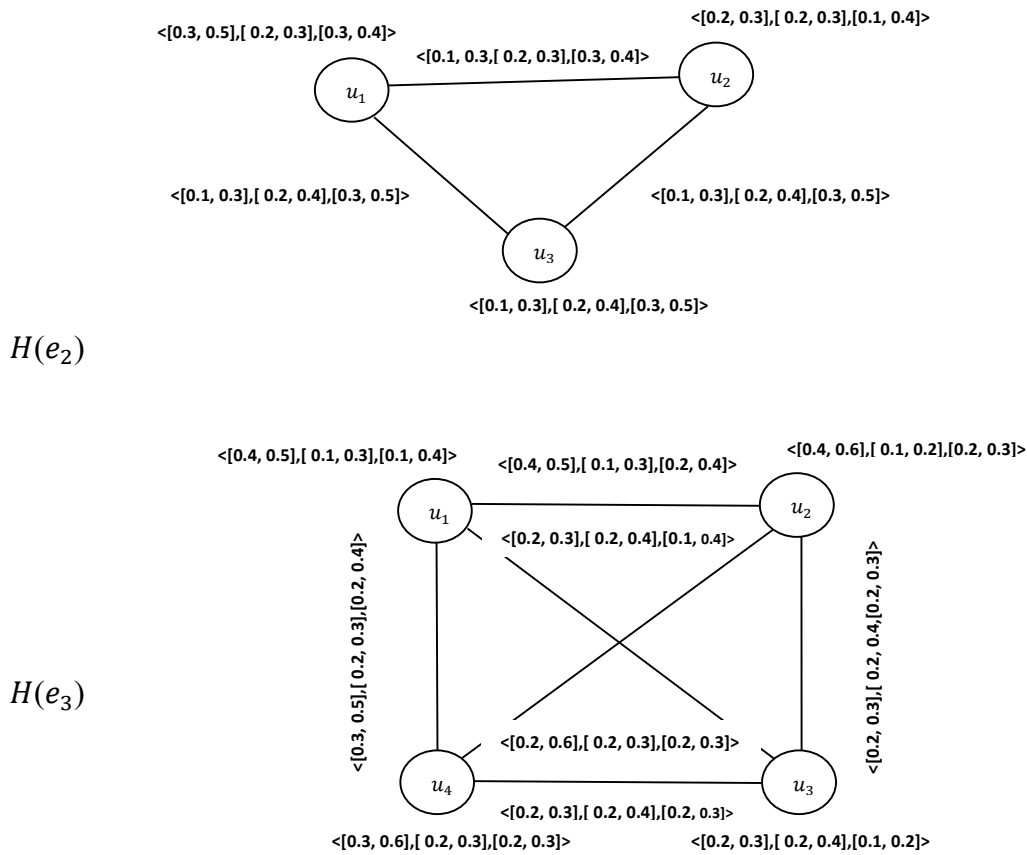 <[0.3, 0.5],[ 0.2, 0.3],[0.3, 0.4]>
<[0.2, 0.3],[ 0.2, 0.3],[0.1, 0.4]>
<[0.1, 0.3,[ 0.2, 0.3],[0.3, 0.4]>
u₁
u₂
<[0.1, 0.3],[ 0.2, 0.4],[0.3, 0.5]>
<[0.1, 0.3],[ 0.2, 0.4],[0.3, 0.5]>
u₃
<[0.1, 0.3],[ 0.2, 0.4],[0.3, 0.5]>
H(e₂)
<[0.4, 0.5],[ 0.1, 0.3],[0.1, 0.4]>
<[0.4, 0.5],[ 0.1, 0.3],[0.2, 0.4]>
<[0.4, 0.6],[ 0.1, 0.2],[0.2, 0.3]>
u₁
u₂
<[0.2, 0.3],[ 0.2, 0.4],[0.1, 0.4]>
<[0.3, 0.5],[ 0.2, 0.3],[0.2, 0.4]>
<[0.2, 0.3],[ 0.2, 0.4,[0.2, 0.3]>
H(e₃)
<[0.2, 0.6],[ 0.2, 0.3],[0.2, 0.3]>
u₄
u₃
<[0.2, 0.3],[ 0.2, 0.4],[0.2, 0.3]>
<[0.3, 0.6],[ 0.2, 0.3],[0.2, 0.3]>
<[0.2, 0.3],[ 0.2, 0.4],[0.1, 0.2]>